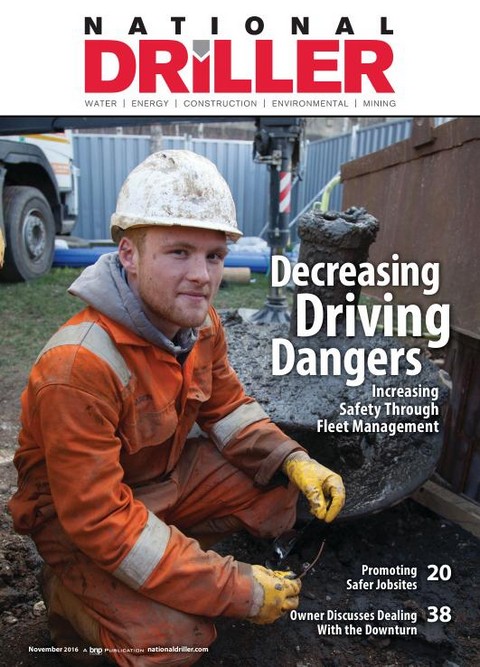 NATIONAL
DRiLLER
WATER | ENERGY | CONSTRUCTION | ENVIRONMENTAL | MINING
Decreasing
Driving
Dangers
Increasing
Safety Through
Fleet Management
Promoting 20
Safer Jobsites
Owner Discusses Dealing 38
With the Downturn
November 2016 A bnp PUBLICATION nationaldriller.com